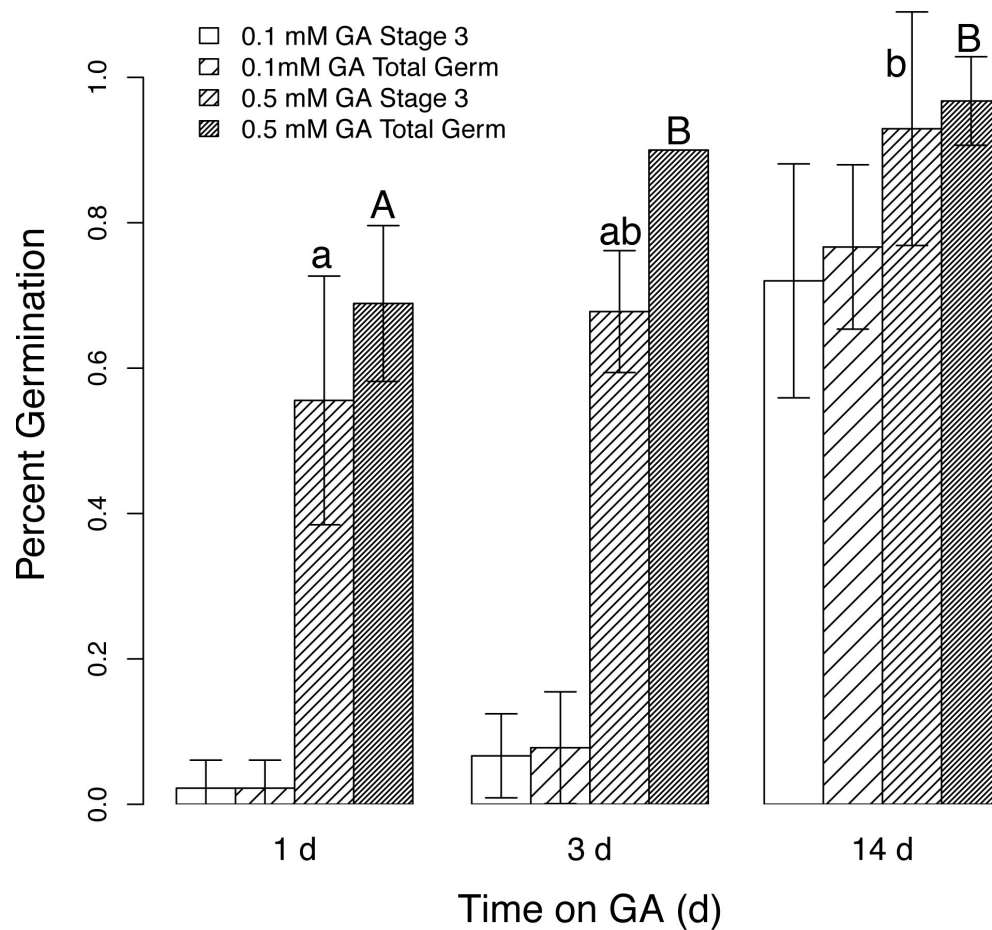 0.1 mM GA Stage 3
0.1mM GA Total Germ
0.5 mM GA Stage 3
0.5 mM GA Total Germ
Percent Germination
1.0
0.8
0.6
0.4
0.2
0.0
a
A
ab
B
b
B
1 d
3 d
14 d
Time on GA (d)